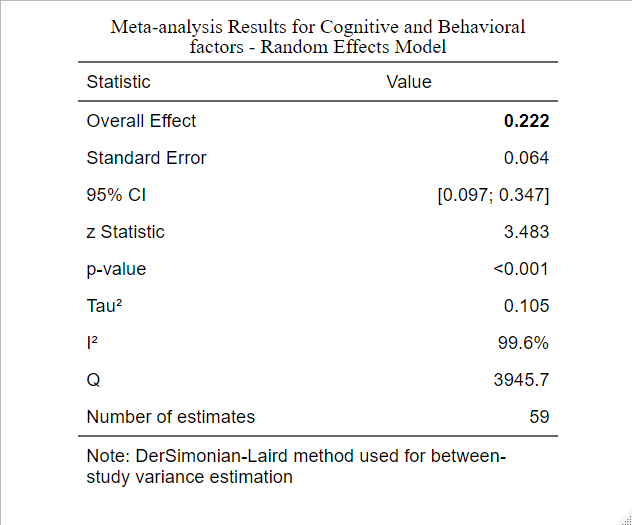 Meta-analysis Results for Cognitive and Behavioral
factors - Random Effects Model
Statistic Value
Overall Effect 0.222
Standard Error 0.064
95% CI [0.097; 0.347]
z Statistic 3.483
p-value <0.001
Tau² 0.105
I² 99.6%
Q 3945.7
Number of estimates 59
Note: DerSimonian-Laird method used for between-
study variance estimation